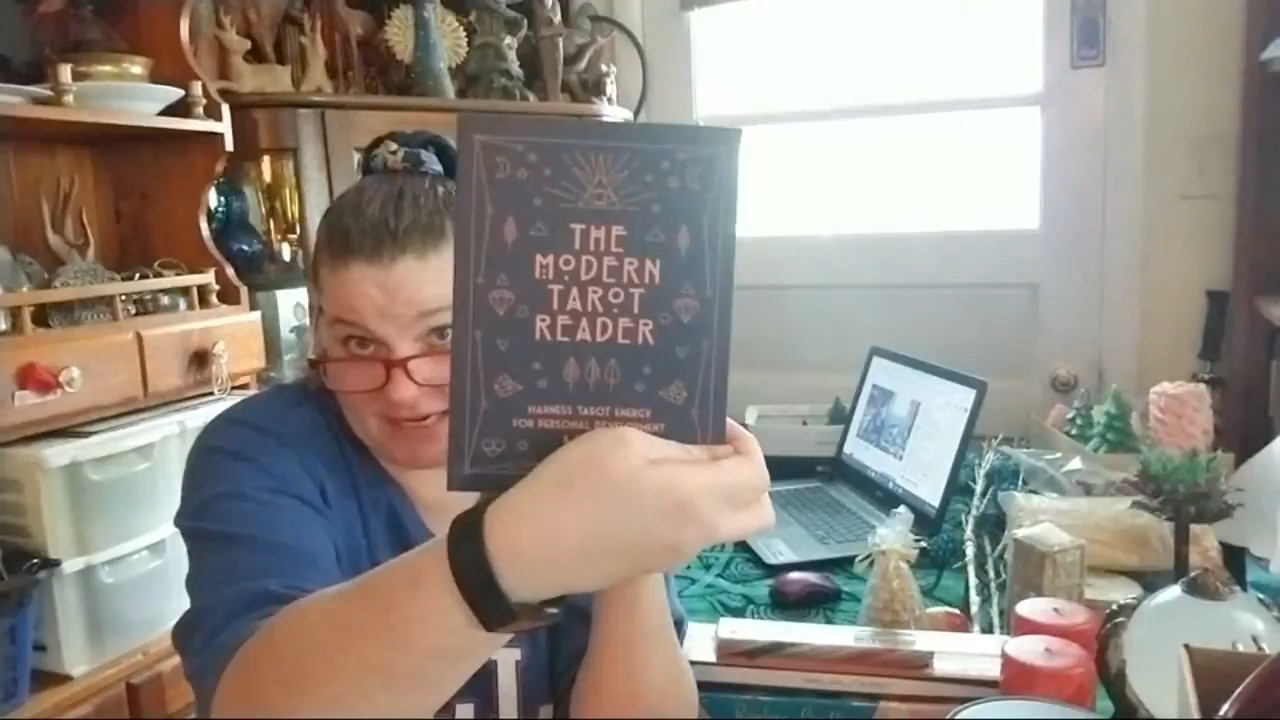 THE
MODERN
TAROT
READER
HARNESS TAROT ENERGY
FOR PERSONAL DEVELOPMENT